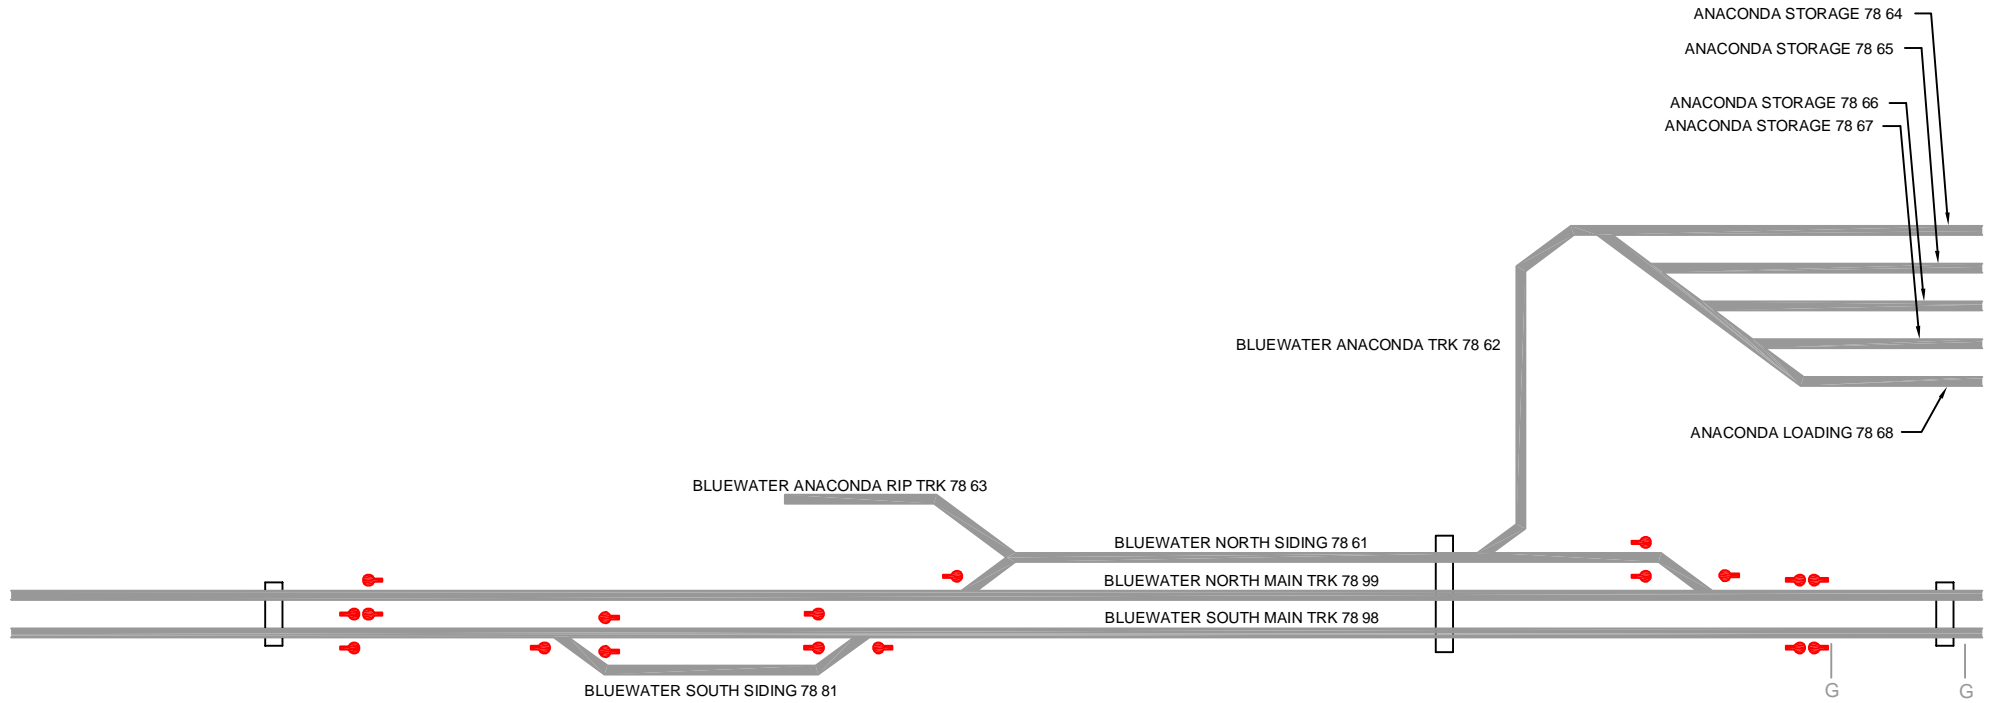 ANACONDA STORAGE 78 64
ANACONDA STORAGE 78 65
ANACONDA STORAGE 78 66
ANACONDA STORAGE 78 67
BLUEWATER ANACONDA TRK 78 62
ANACONDA LOADING 78 68
BLUEWATER ANACONDA RIP TRK 78 63
BLUEWATER NORTH SIDING 78 61
BLUEWATER NORTH MAIN TRK 78 99
BLUEWATER SOUTH MAIN TRK 78 98
BLUEWATER SOUTH SIDING 78 81
G
G